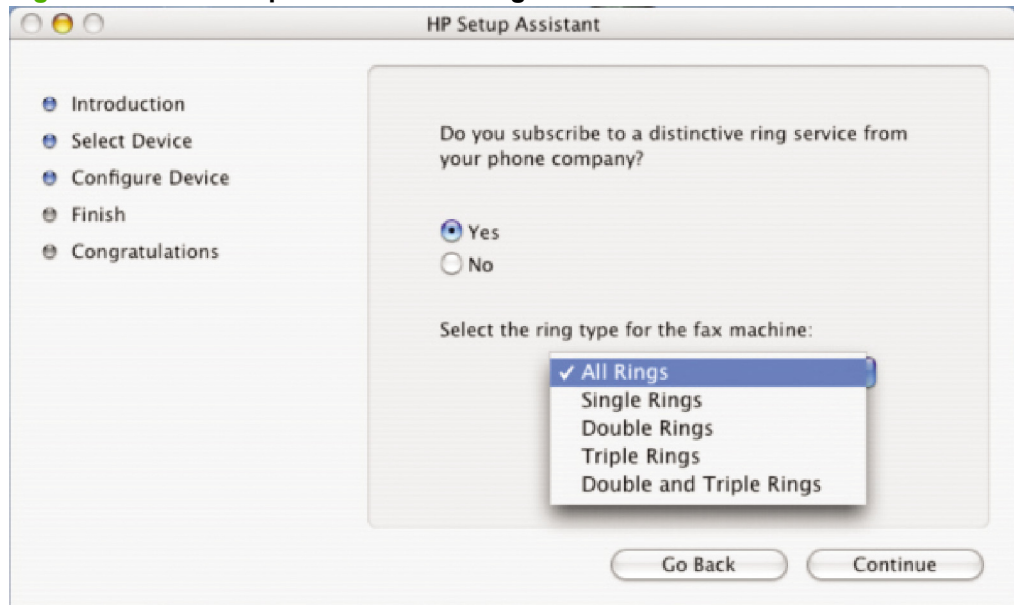 HP Setup Assistant
Introduction
Select Device
Configure Device
Finish
Congratulations
Do you subscribe to a distinctive ring service from
your phone company?
Yes
No
Select the ring type for the fax machine:
✓ All Rings
Single Rings
Double Rings
Triple Rings
Double and Triple Rings
Go Back
Continue